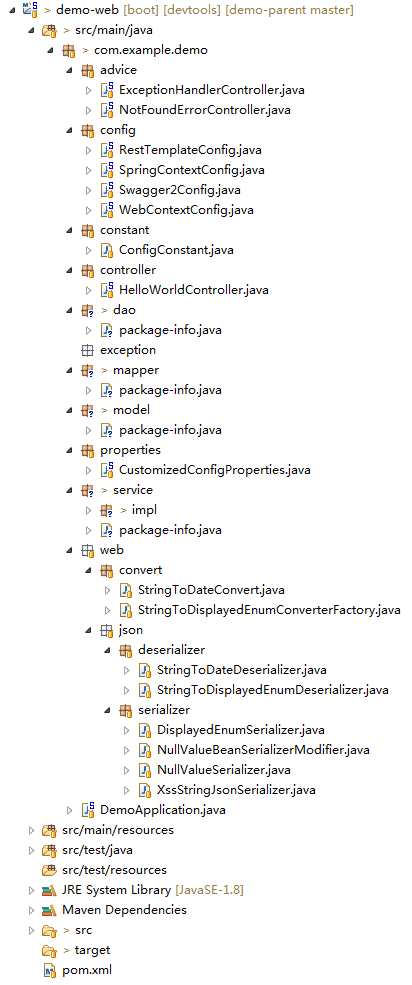 > demo-web [boot] [devtools] [demo-parent master]
> src/main/java
> com.example.demo
advice
ExceptionHandlerController.java
NotFoundErrorController.java
config
RestTemplateConfig.java
SpringContextConfig.java
Swagger2Config.java
WebContextConfig.java
constant
ConfigConstant.java
controller
HelloWorldController.java
> dao
package-info.java
exception
> mapper
package-info.java
> model
package-info.java
properties
CustomizedConfigProperties.java
> service
> impl
package-info.java
web
convert
StringToDateConvert.java
StringToDisplayedEnumConverterFactory.java
json
deserializer
StringToDateDeserializer.java
StringToDisplayedEnumDeserializer.java
serializer
DisplayedEnumSerializer.java
NullValueBeanSerializerModifier.java
NullValueSerializer.java
XssStringJsonSerializer.java
DemoApplication.java
src/main/resources
src/test/java
src/test/resources
JRE System Library [JavaSE-1.8]
Maven Dependencies
> src
> target
pom.xml